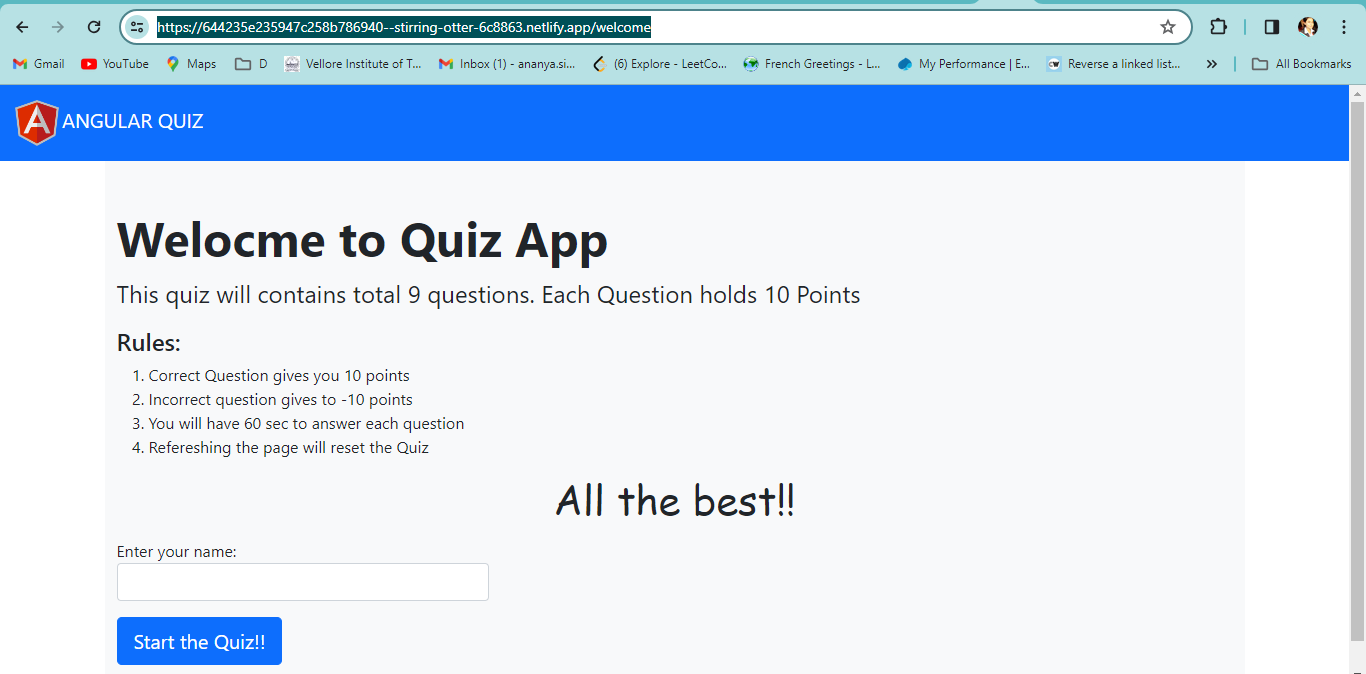 https://644235e235947c258b786940--stirring-otter-6c8863.netlify.app/welcome
Gmail YouTube Maps D Vellore Institute of T... Inbox (1) - ananya.si... (6) Explore - LeetCo... French Greetings - L... My Performance | E... Reverse a linked list... » All Bookmarks
ANGULAR QUIZ
Welocme to Quiz App
This quiz will contains total 9 questions. Each Question holds 10 Points
Rules:
1. Correct Question gives you 10 points
2. Incorrect question gives to -10 points
3. You will have 60 sec to answer each question
4. Refereshing the page will reset the Quiz
All the best!!
Enter your name:
Start the Quiz!!